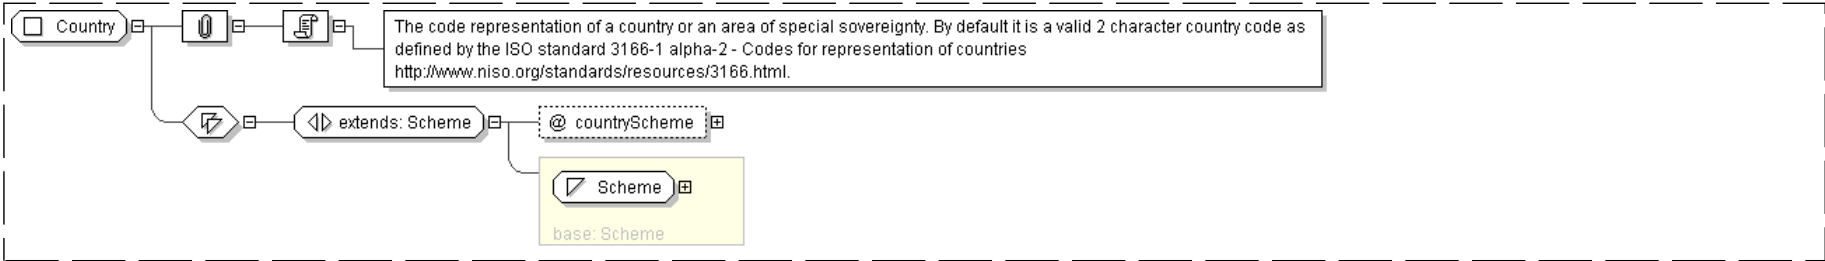 Country
The code representation of a country or an area of special sovereignty. By default it is a valid 2 character country code as
defined by the ISO standard 3166-1 alpha-2 - Codes for representation of countries
http://www.niso.org/standards/resources/3166.html.
extends: Scheme
@ countryScheme
Scheme
base: Scheme